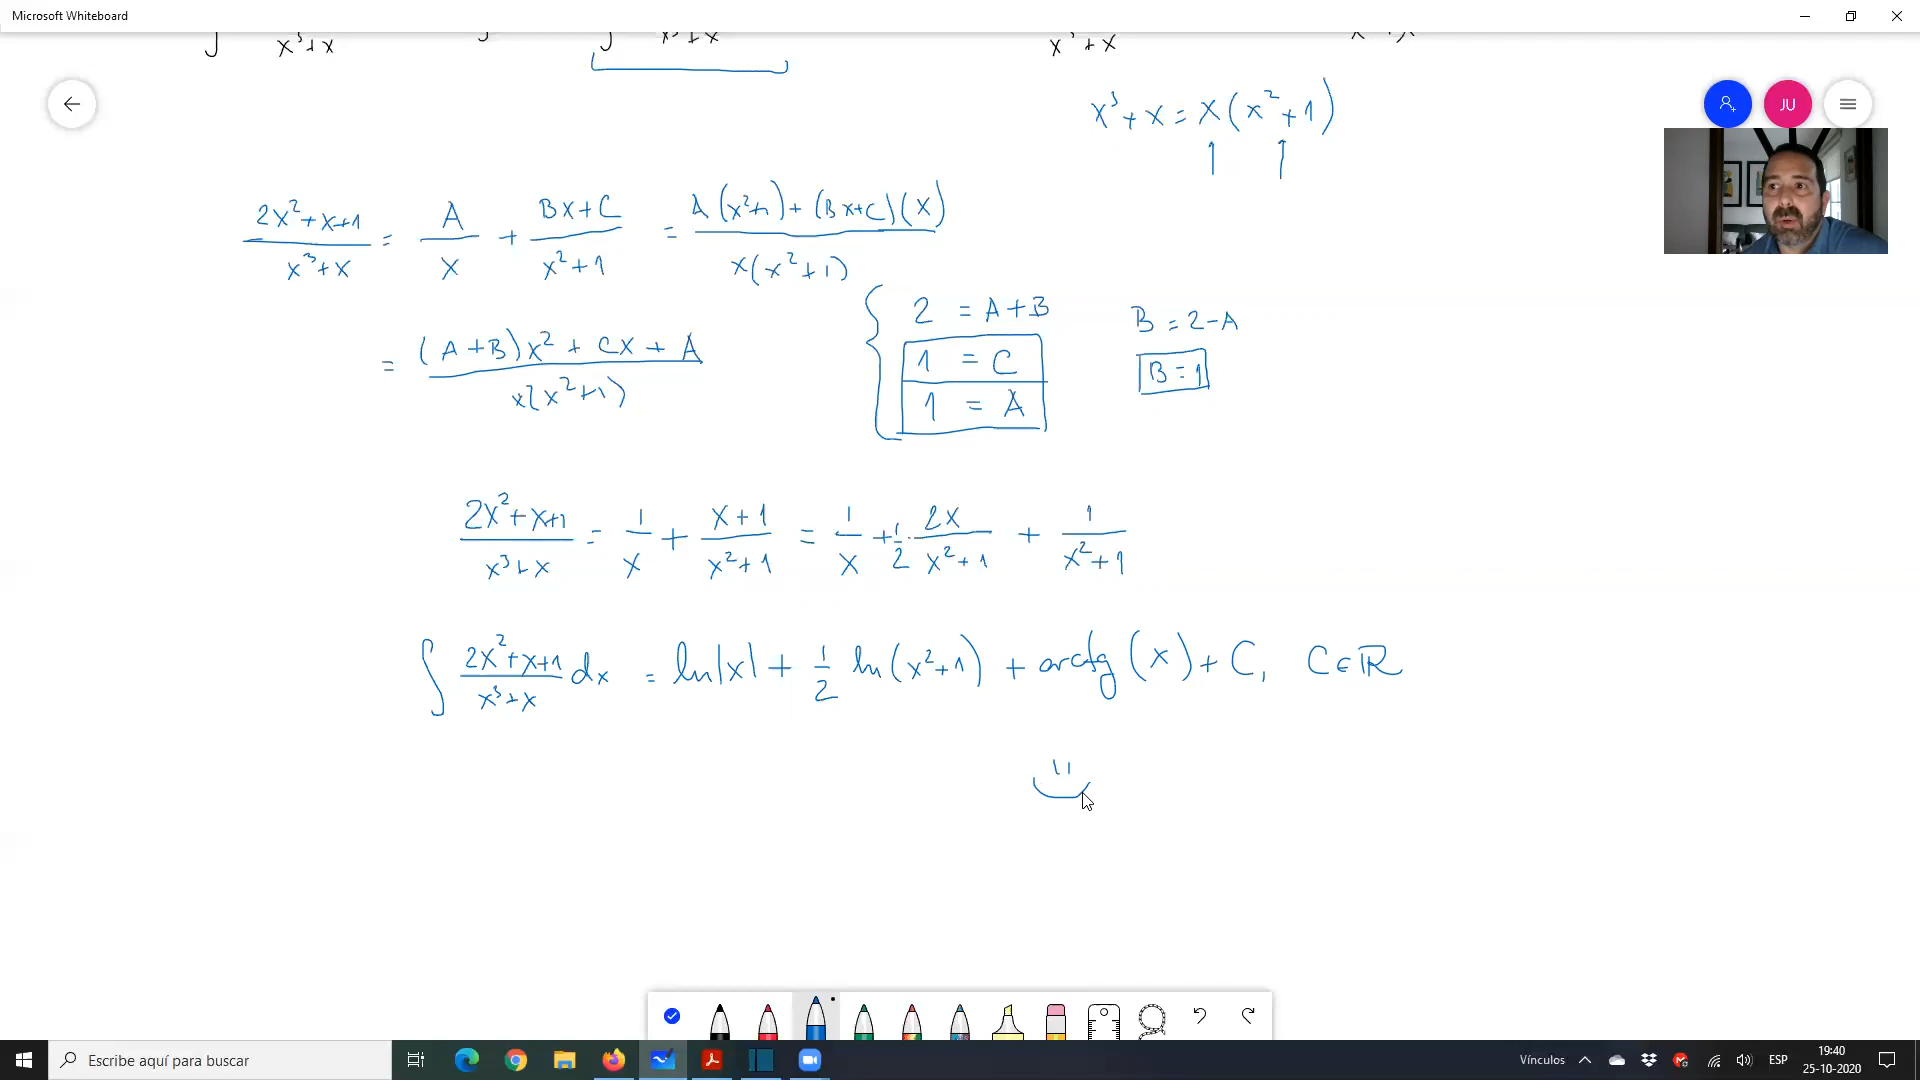 Microsoft Whiteboard
x³+x x³+x x³+x
x³+x = x(x²+1)
JU
(2x²+x+1)/(x³+x) = A/x + (Bx+C)/(x²+1) = (A(x²+1)+(Bx+C)(x))/(x(x²+1))
= ((A+B)x² + Cx + A)/(x(x²+1))
2 = A+B
1 = C
1 = A
B = 2-A
B = 1
(2x²+x+1)/(x³+x) = 1/x + (x+1)/(x²+1) = 1/x + 1/2 · 2x/(x²+1) + 1/(x²+1)
∫ (2x²+x+1)/(x³+x) dx = ln|x| + 1/2 ln(x²+1) + arctg(x) + C, C∈ℝ
Escribe aquí para buscar
Vínculos
ESP
19:40
25-10-2020